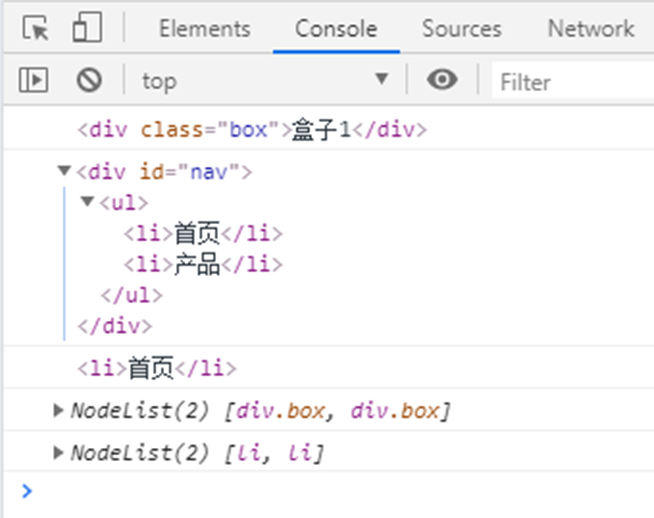 Elements Console Sources Network
top Filter
<div class="box">盒子1</div>
<div id="nav">
<ul>
<li>首页</li>
<li>产品</li>
</ul>
</div>
<li>首页</li>
NodeList(2) [div.box, div.box]
NodeList(2) [li, li]
>